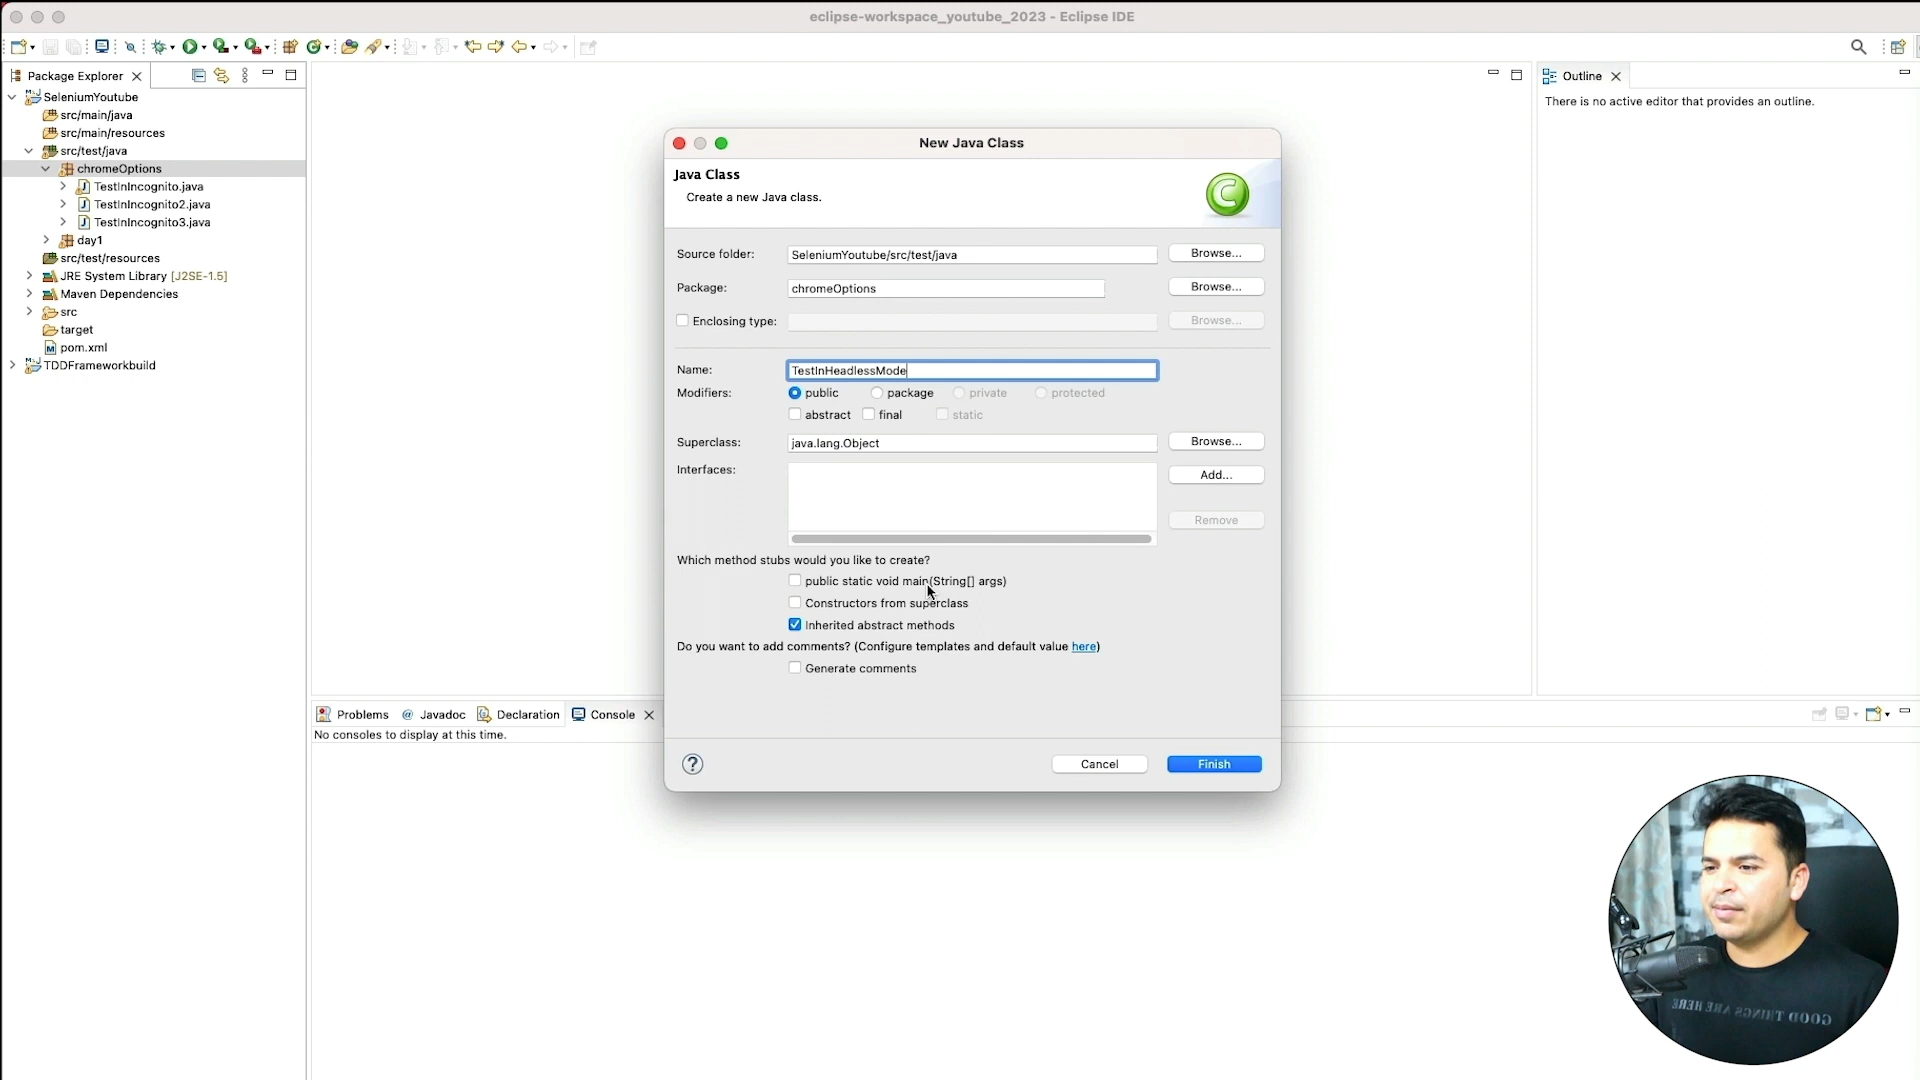 eclipse-workspace_youtube_2023 - Eclipse IDE
Package Explorer
SeleniumYoutube
src/main/java
src/main/resources
src/test/java
chromeOptions
TestInIncognito.java
TestInIncognito2.java
TestInIncognito3.java
day1
src/test/resources
JRE System Library [J2SE-1.5]
Maven Dependencies
src
target
pom.xml
TDDFrameworkbuild
Outline
There is no active editor that provides an outline.
New Java Class
Java Class
Create a new Java class.
Source folder: SeleniumYoutube/src/test/java Browse...
Package: chromeOptions Browse...
Enclosing type: Browse...
Name: TestInHeadlessMode
Modifiers: public package private protected
abstract final static
Superclass: java.lang.Object Browse...
Interfaces: Add...
Remove
Which method stubs would you like to create?
public static void main(String[] args)
Constructors from superclass
Inherited abstract methods
Do you want to add comments? (Configure templates and default value here)
Generate comments
Cancel Finish
Problems Javadoc Declaration Console
No consoles to display at this time.
GOOD THINGS ARE HERE